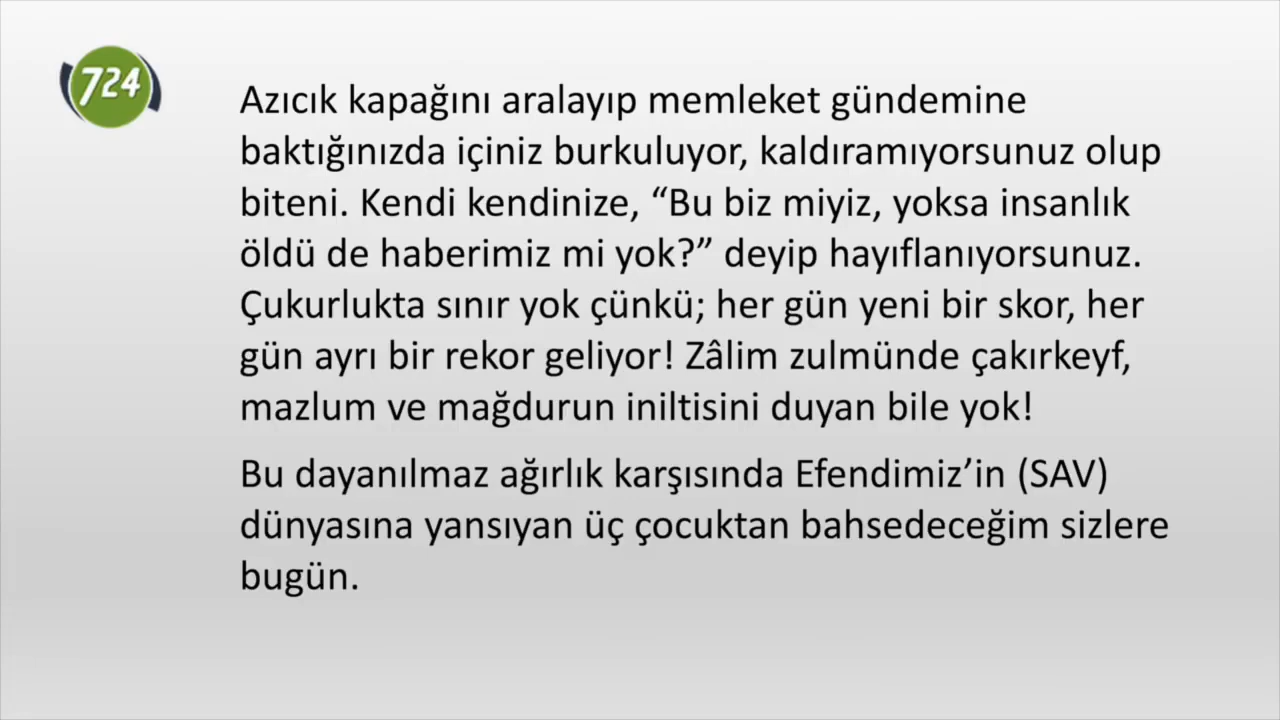 724
Azıcık kapağını aralayıp memleket gündemine
baktığınızda içiniz burkuluyor, kaldıramıyorsunuz olup
biteni. Kendi kendinize, “Bu biz miyiz, yoksa insanlık
öldü de haberimiz mi yok?” deyip hayıflanıyorsunuz.
Çukurlukta sınır yok çünkü; her gün yeni bir skor, her
gün ayrı bir rekor geliyor! Zâlim zulmünde çakırkeyf,
mazlum ve mağdurun iniltisini duyan bile yok!
Bu dayanılmaz ağırlık karşısında Efendimiz’in (SAV)
dünyasına yansıyan üç çocuktan bahsedeceğim sizlere
bugün.